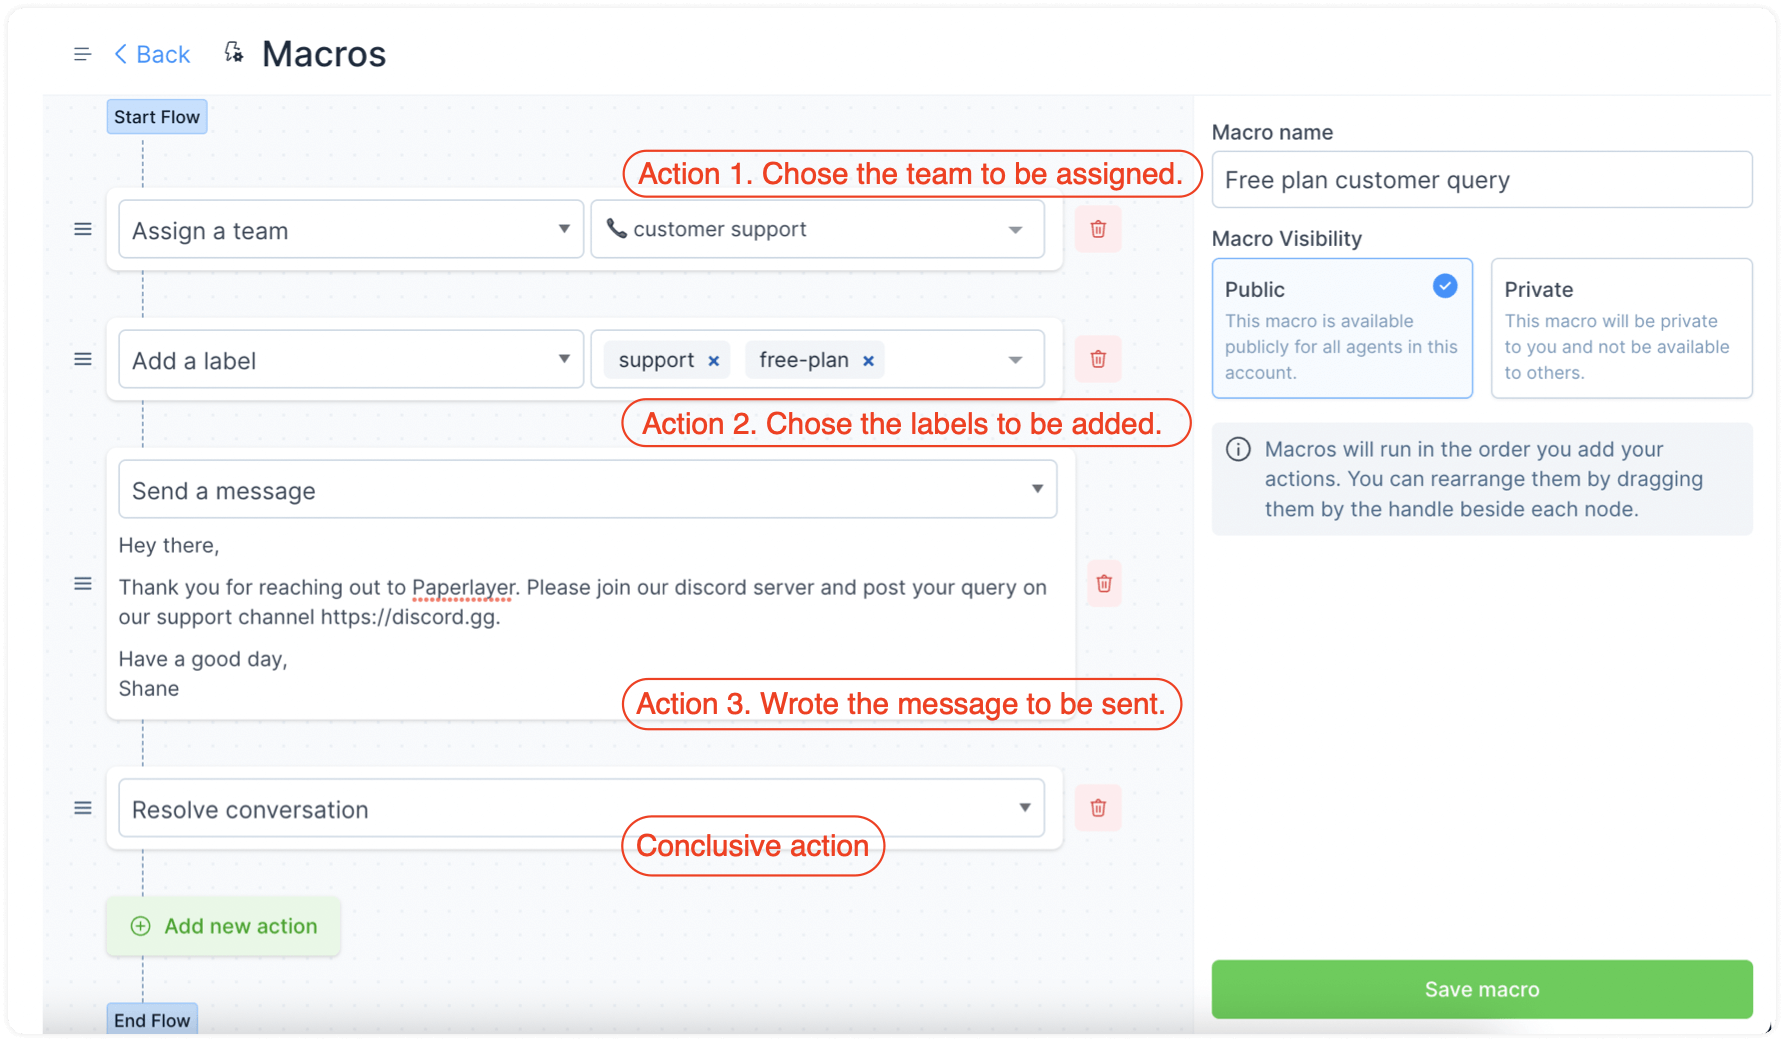 Back
Macros
Start Flow
Action 1. Chose the team to be assigned.
Assign a team
customer support
Add a label
support × free-plan ×
Action 2. Chose the labels to be added.
Send a message
Hey there,
Thank you for reaching out to Paperlayer. Please join our discord server and post your query on
our support channel https://discord.gg.
Have a good day,
Shane
Action 3. Wrote the message to be sent.
Resolve conversation
Conclusive action
Add new action
End Flow
Macro name
Free plan customer query
Macro Visibility
Public
This macro is available
publicly for all agents in this
account.
Private
This macro will be private
to you and not be available
to others.
Macros will run in the order you add your
actions. You can rearrange them by dragging
them by the handle beside each node.
Save macro